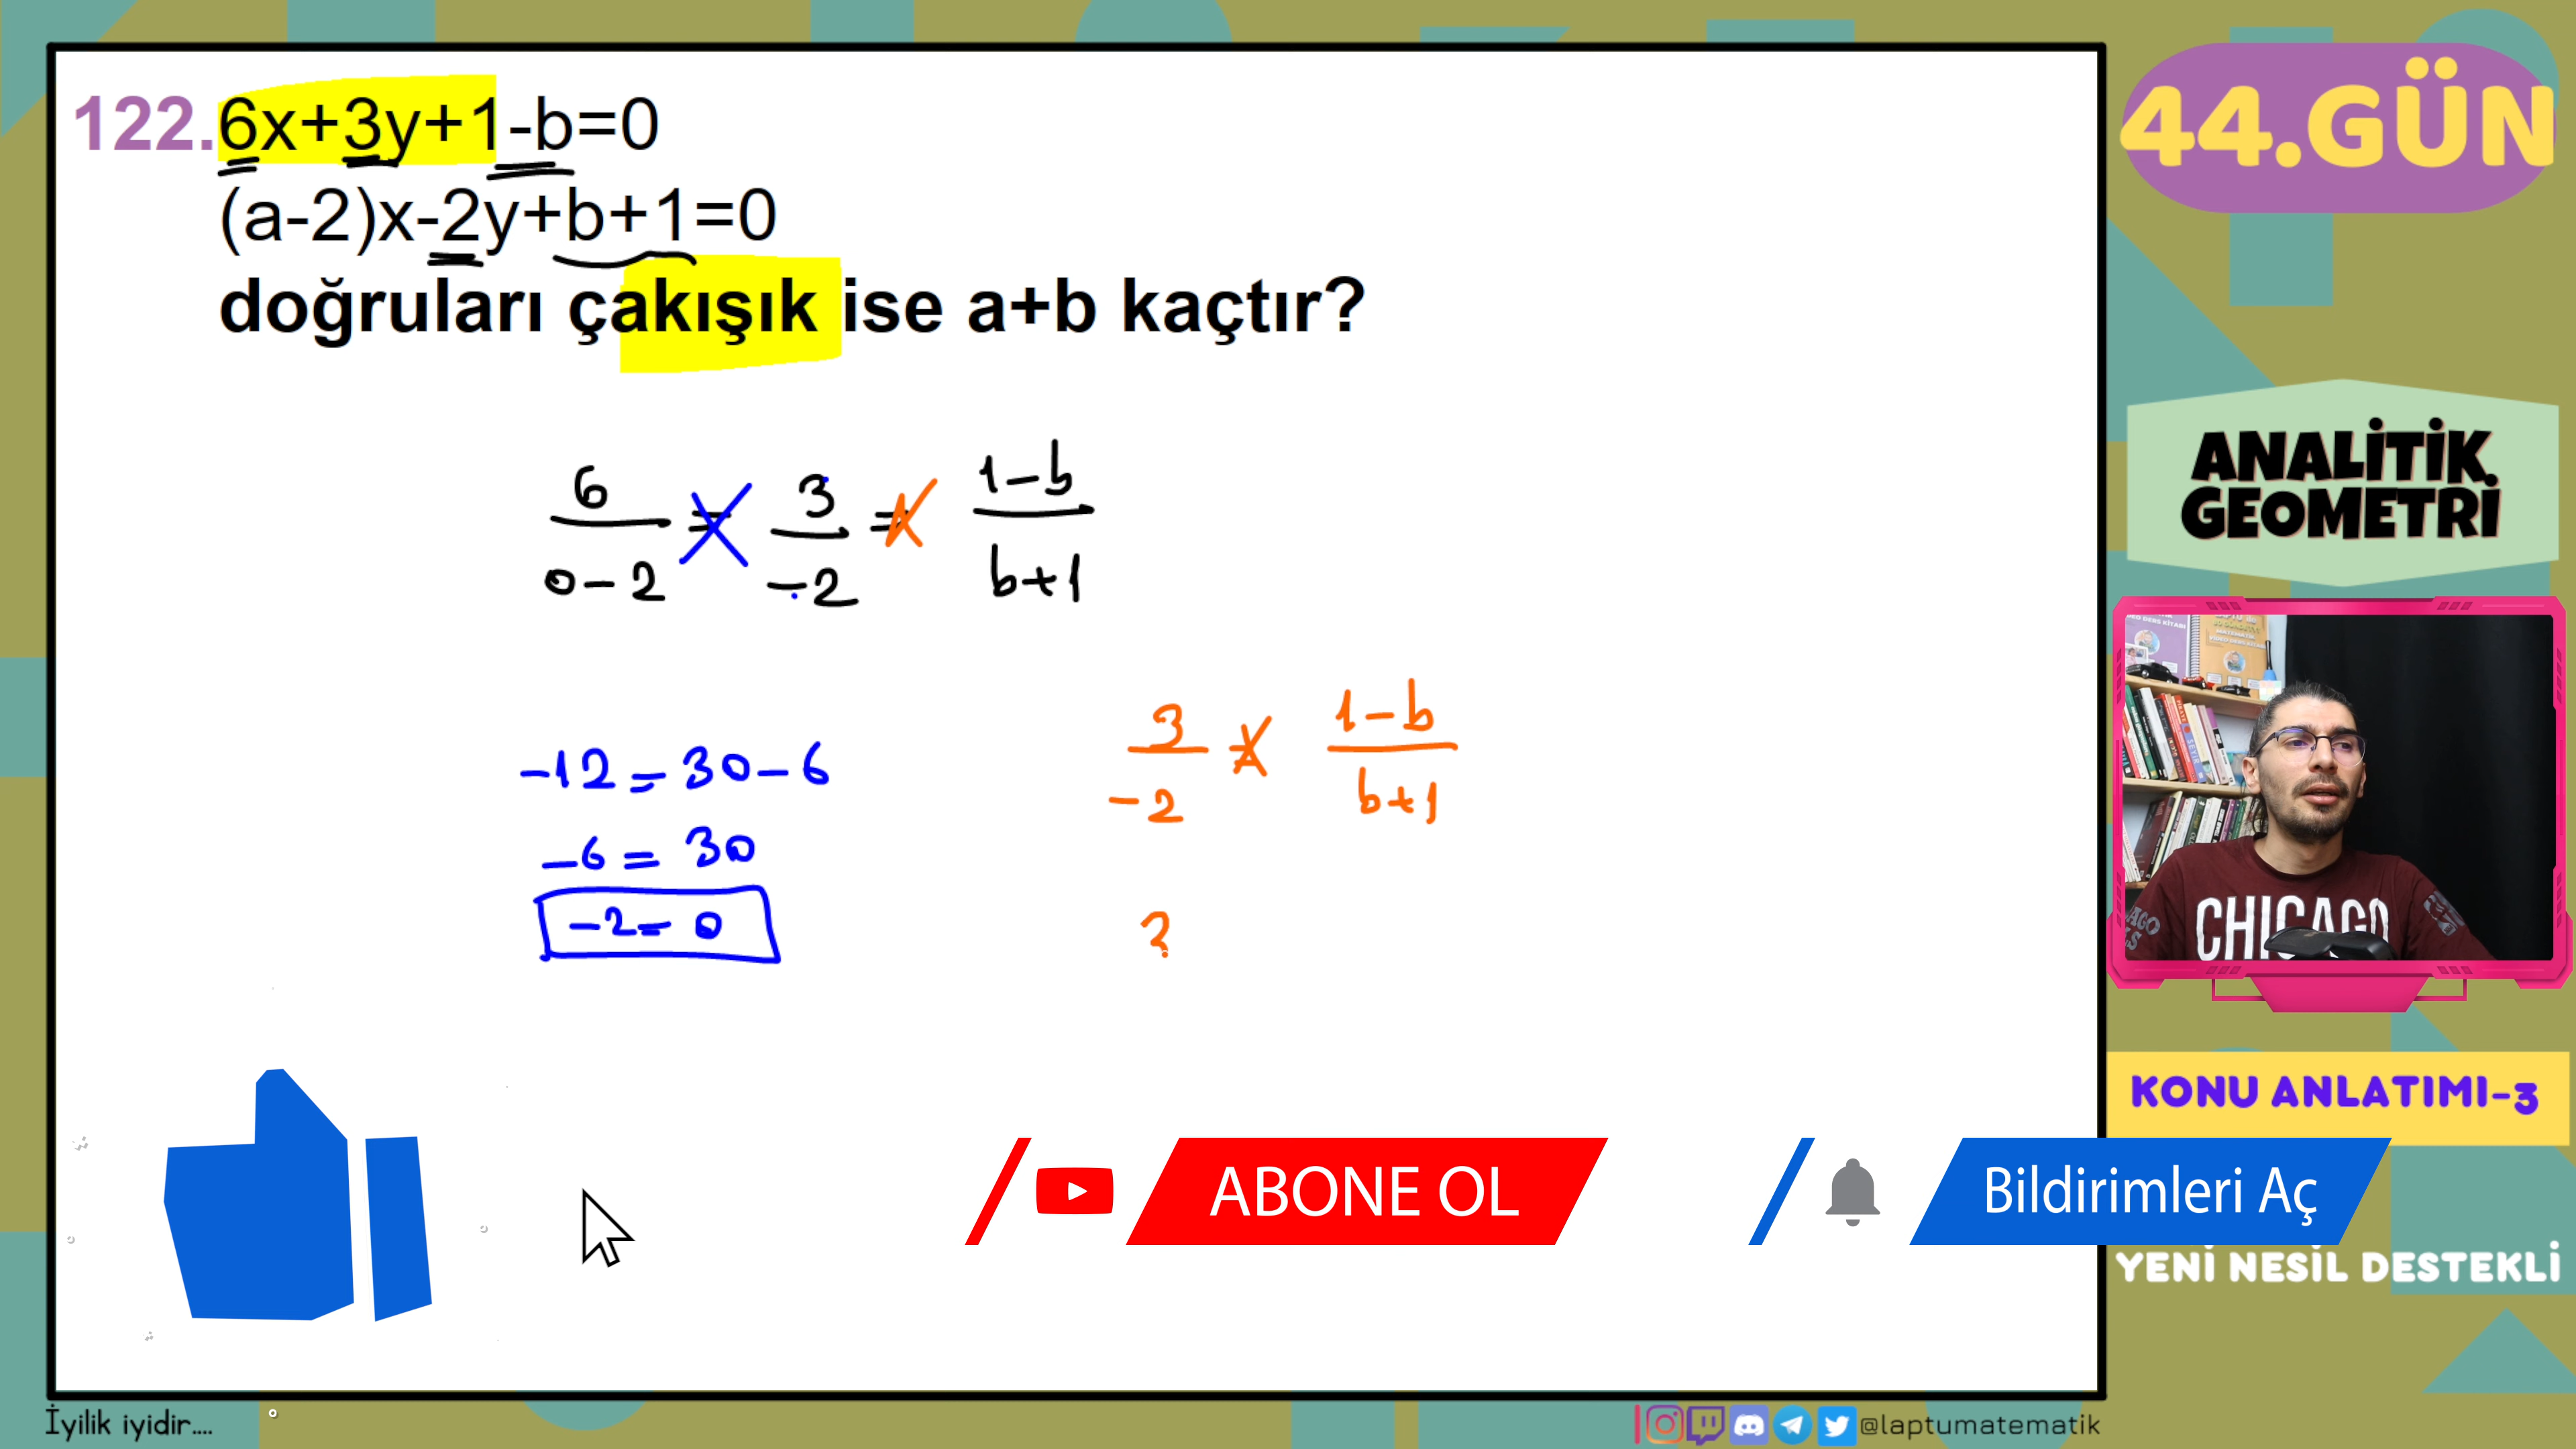 122. 6x+3y+1-b=0
(a-2)x-2y+b+1=0
doğruları çakışık ise a+b kaçtır?
6/a-2 = 3/-2 = 1-b/b+1
-12=3a-6
-6=3a
-2=a
3/-2 = 1-b/b+1
?
44.GÜN
ANALİTİK
GEOMETRİ
CHICAGO
KONU ANLATIMI-3
ABONE OL
Bildirimleri Aç
YENİ NESİL DESTEKLİ
İyilik iyidir....
@laptumatematik